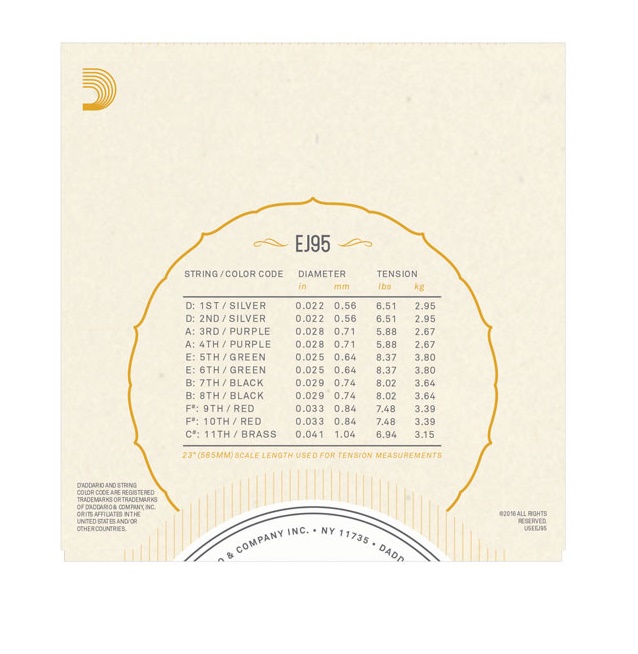 EJ95
STRING / COLOR CODE DIAMETER TENSION
in mm lbs kg
D: 1ST / SILVER 0.022 0.56 6.51 2.95
D: 2ND / SILVER 0.022 0.56 6.51 2.95
A: 3RD / PURPLE 0.028 0.71 5.88 2.67
A: 4TH / PURPLE 0.028 0.71 5.88 2.67
E: 5TH / GREEN 0.025 0.64 8.37 3.80
E: 6TH / GREEN 0.025 0.64 8.37 3.80
B: 7TH / BLACK 0.029 0.74 8.02 3.64
B: 8TH / BLACK 0.029 0.74 8.02 3.64
F#: 9TH / RED 0.033 0.84 7.48 3.39
F#: 10TH / RED 0.033 0.84 7.48 3.39
C#: 11TH / BRASS 0.041 1.04 6.94 3.15
23" (585MM) SCALE LENGTH USED FOR TENSION MEASUREMENTS
D'ADDARIO AND STRING
COLOR CODE ARE REGISTERED
TRADEMARKS OR TRADEMARKS
OF D'ADDARIO & COMPANY, INC.
OR ITS AFFILIATES IN THE
UNITED STATES AND/OR
OTHER COUNTRIES.
©2016 ALL RIGHTS
RESERVED.
USEEJ95
O & COMPANY INC. • NY 11735 • DADD